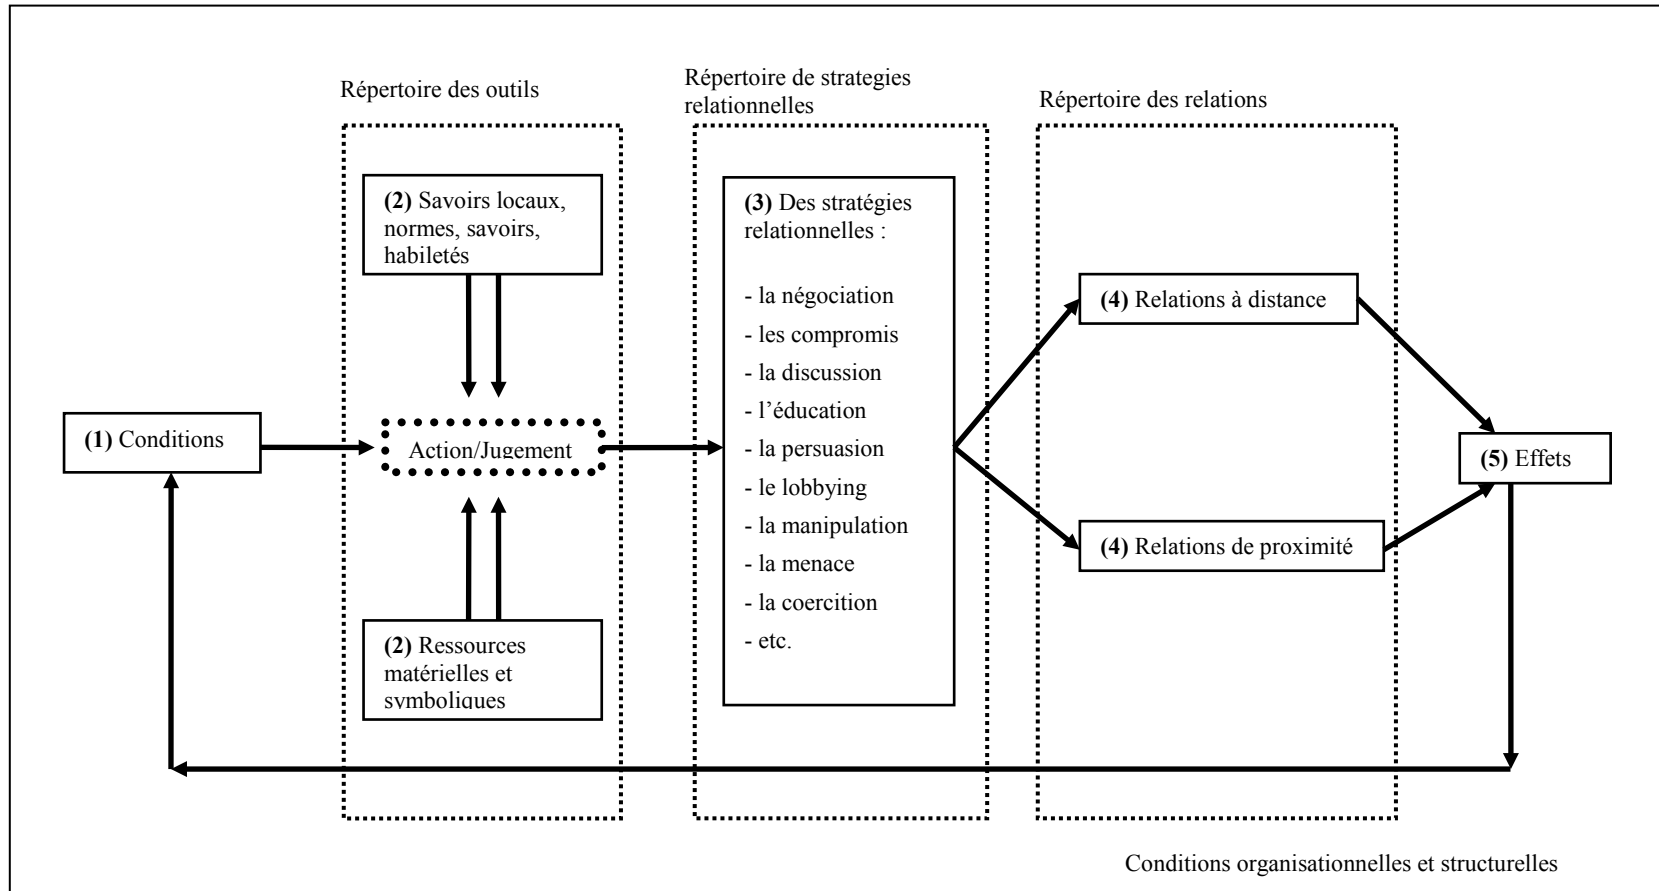 Répertoire des outils
Répertoire de strategies
relationnelles
Répertoire des relations
(1) Conditions
(2) Savoirs locaux,
normes, savoirs,
habiletés
Action/Jugement
(2) Ressources
matérielles et
symboliques
(3) Des stratégies
relationnelles :
- la négociation
- les compromis
- la discussion
- l’éducation
- la persuasion
- le lobbying
- la manipulation
- la menace
- la coercition
- etc.
(4) Relations à distance
(4) Relations de proximité
(5) Effets
Conditions organisationnelles et structurelles